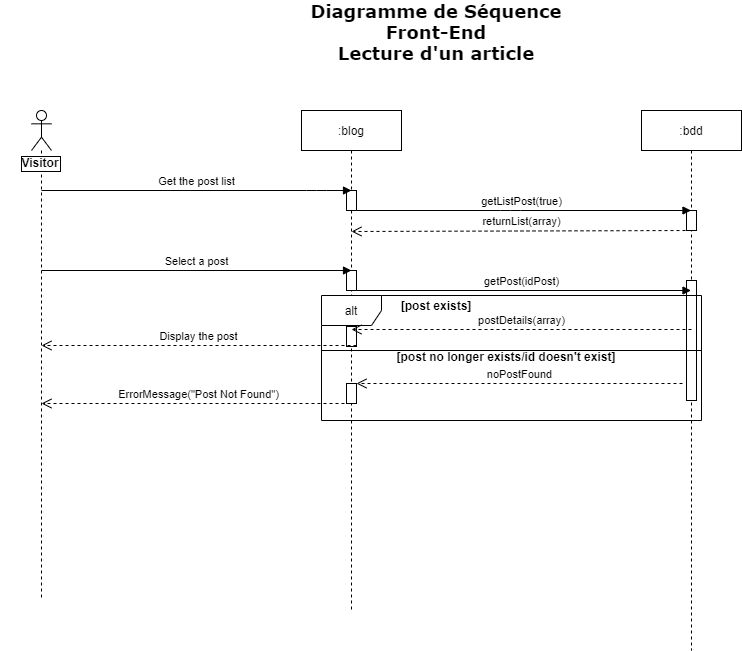 Diagramme de Séquence
Front-End
Lecture d'un article
:blog
:bdd
Visitor
Get the post list
getListPost(true)
returnList(array)
Select a post
getPost(idPost)
alt
[post exists]
postDetails(array)
Display the post
[post no longer exists/id doesn't exist]
noPostFound
ErrorMessage("Post Not Found")